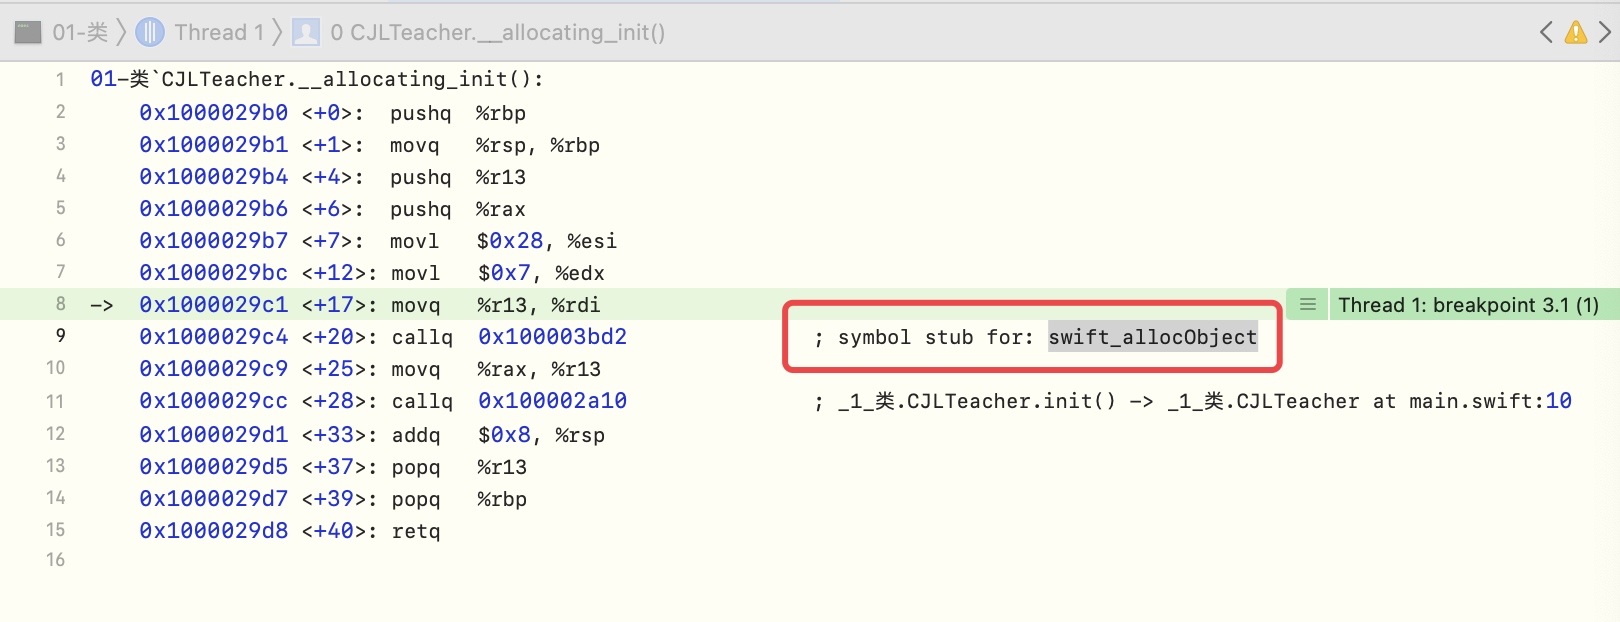 01-类 〉 Thread 1 〉 0 CJLTeacher.__allocating_init()
1 01-类`CJLTeacher.__allocating_init():
2 0x1000029b0 <+0>: pushq %rbp
3 0x1000029b1 <+1>: movq %rsp, %rbp
4 0x1000029b4 <+4>: pushq %r13
5 0x1000029b6 <+6>: pushq %rax
6 0x1000029b7 <+7>: movl $0x28, %esi
7 0x1000029bc <+12>: movl $0x7, %edx
8 -> 0x1000029c1 <+17>: movq %r13, %rdi Thread 1: breakpoint 3.1 (1)
9 0x1000029c4 <+20>: callq 0x100003bd2 ; symbol stub for: swift_allocObject
10 0x1000029c9 <+25>: movq %rax, %r13
11 0x1000029cc <+28>: callq 0x100002a10 ; _1_类.CJLTeacher.init() -> _1_类.CJLTeacher at main.swift:10
12 0x1000029d1 <+33>: addq $0x8, %rsp
13 0x1000029d5 <+37>: popq %r13
14 0x1000029d7 <+39>: popq %rbp
15 0x1000029d8 <+40>: retq
16